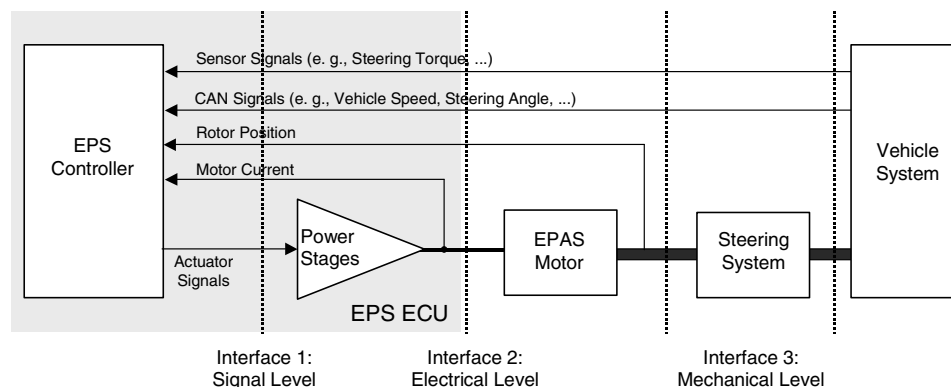 Sensor Signals (e. g., Steering Torque, ...)
CAN Signals (e. g., Vehicle Speed, Steering Angle, ...)
EPS
Controller
Rotor Position
Motor Current
Vehicle
System
Power
Stages
EPAS
Motor
Steering
System
Actuator
Signals
EPS ECU
Interface 1:
Signal Level
Interface 2:
Electrical Level
Interface 3:
Mechanical Level